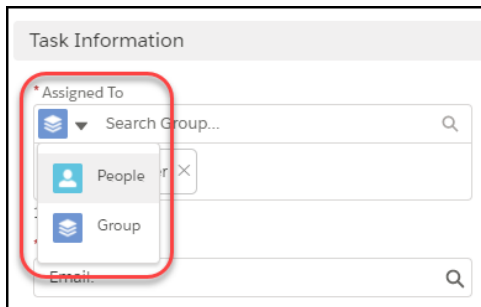 Task Information
* Assigned To
Search Group...
People
r ×
Group
*
Email: